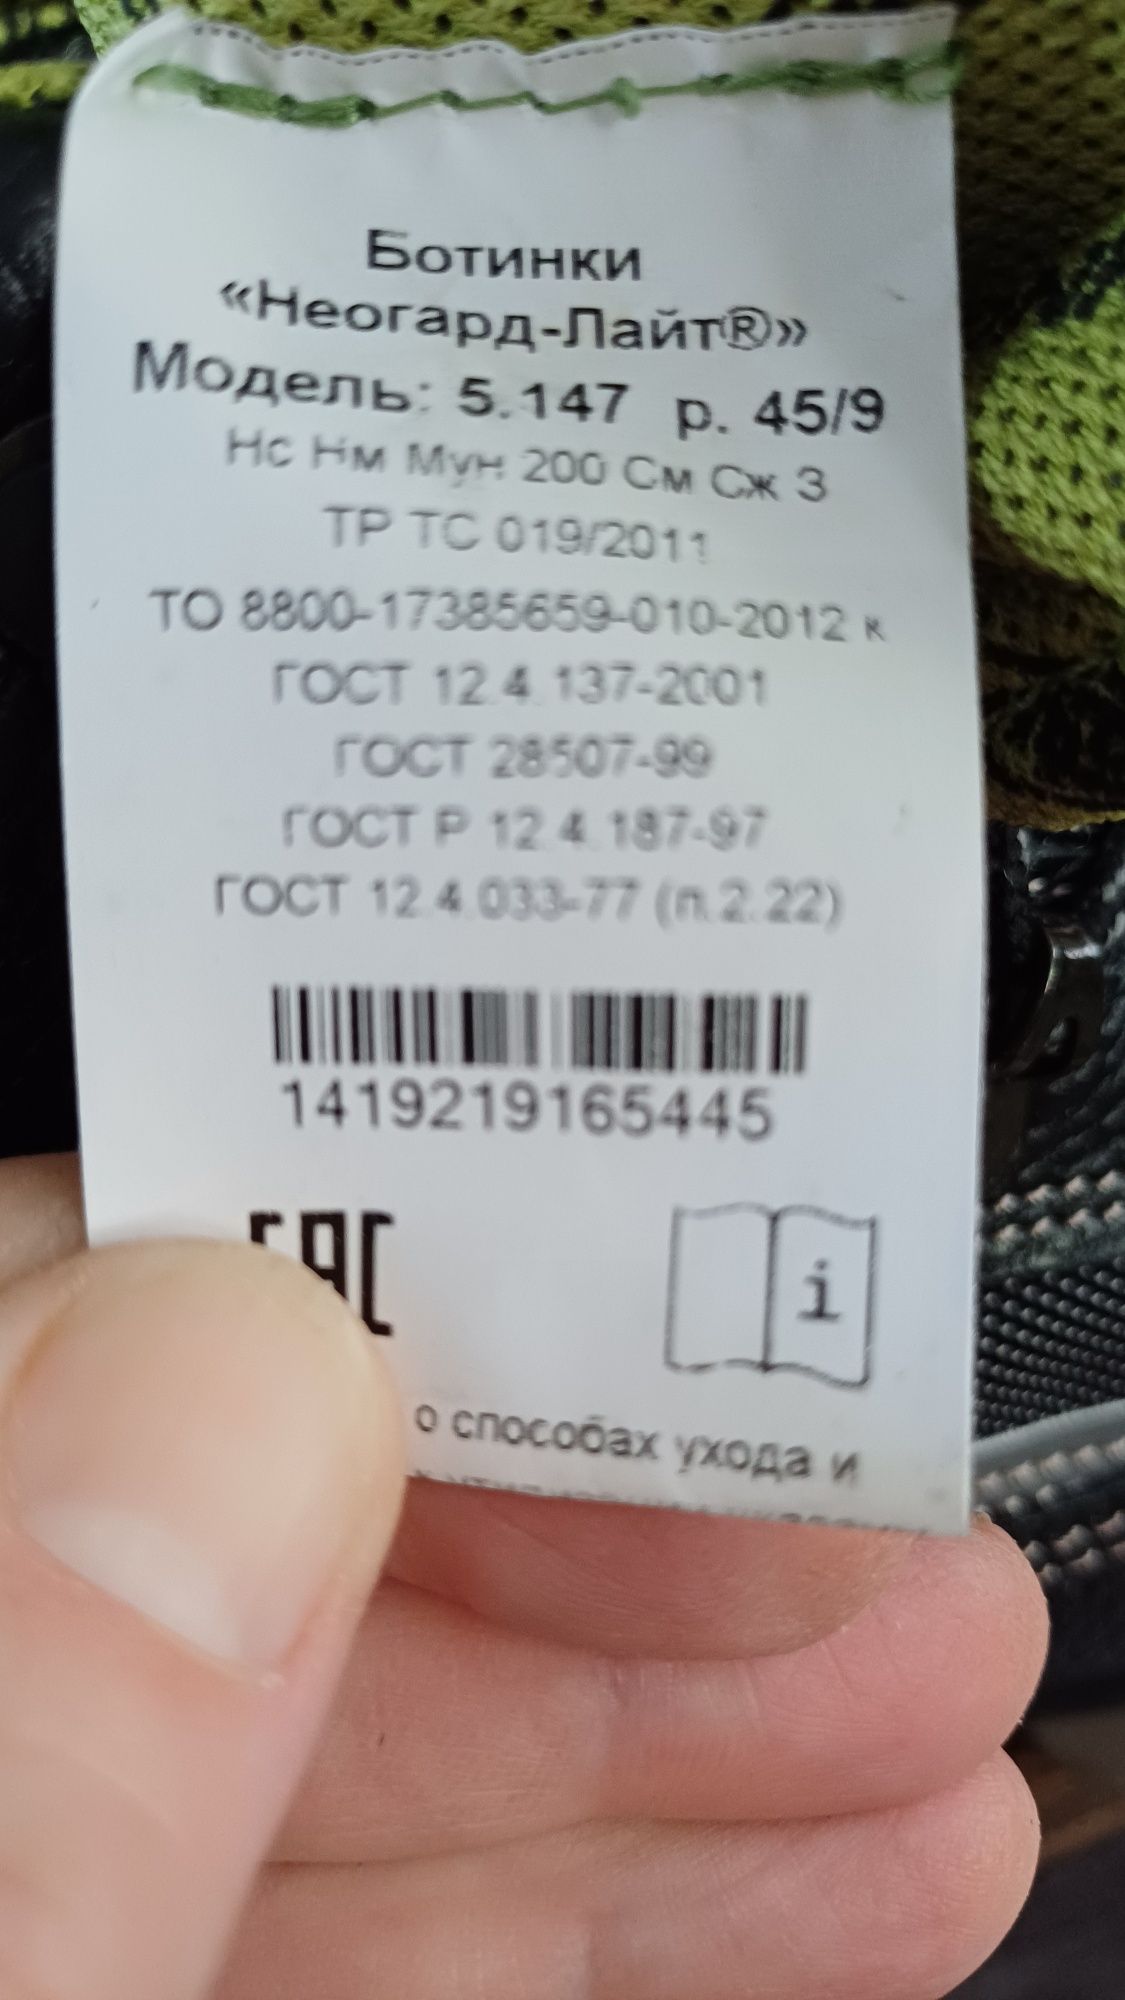 Ботинки
«Неогард-Лайт®»
Модель: 5.147 р. 45/9
Нс Нм Мун 200 См Сж З
ТР ТС 019/2011
ТО 8800-17385659-010-2012 к
ГОСТ 12.4.137-2001
ГОСТ 28507-99
ГОСТ Р 12.4.187-97
ГОСТ 12.4.033-77 (п.2.22)
1419219165445
EAC
i
о способах ухода и